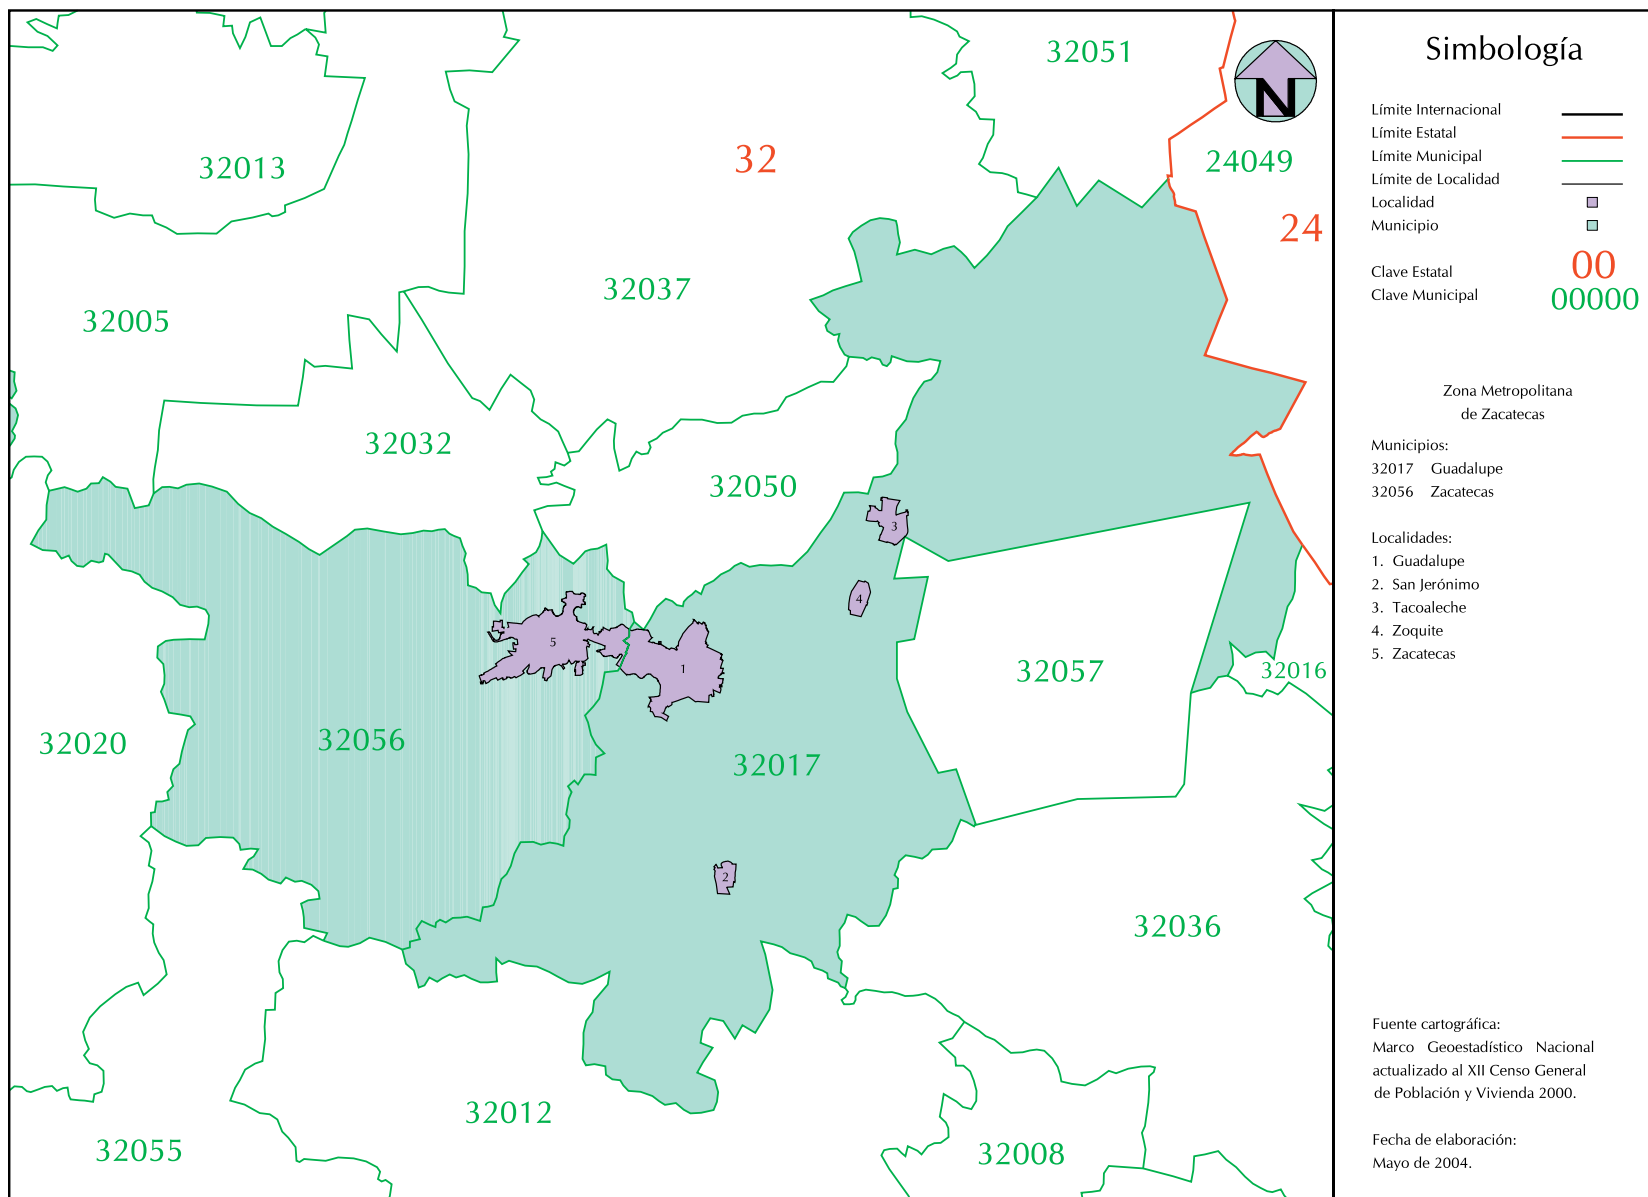 32051
N
Simbología
Límite Internacional
Límite Estatal
Límite Municipal
Límite de Localidad
Localidad
Municipio
Clave Estatal 00
Clave Municipal 00000
32013
32
24049
24
32037
32005
32032
32050
3
4
5
1
32057
32016
32020
32056
32017
2
32036
32012
32055
32008
Zona Metropolitana
de Zacatecas
Municipios:
32017 Guadalupe
32056 Zacatecas
Localidades:
1. Guadalupe
2. San Jerónimo
3. Tacoaleche
4. Zoquite
5. Zacatecas
Fuente cartográfica:
Marco Geoestadístico Nacional
actualizado al XII Censo General
de Población y Vivienda 2000.
Fecha de elaboración:
Mayo de 2004.